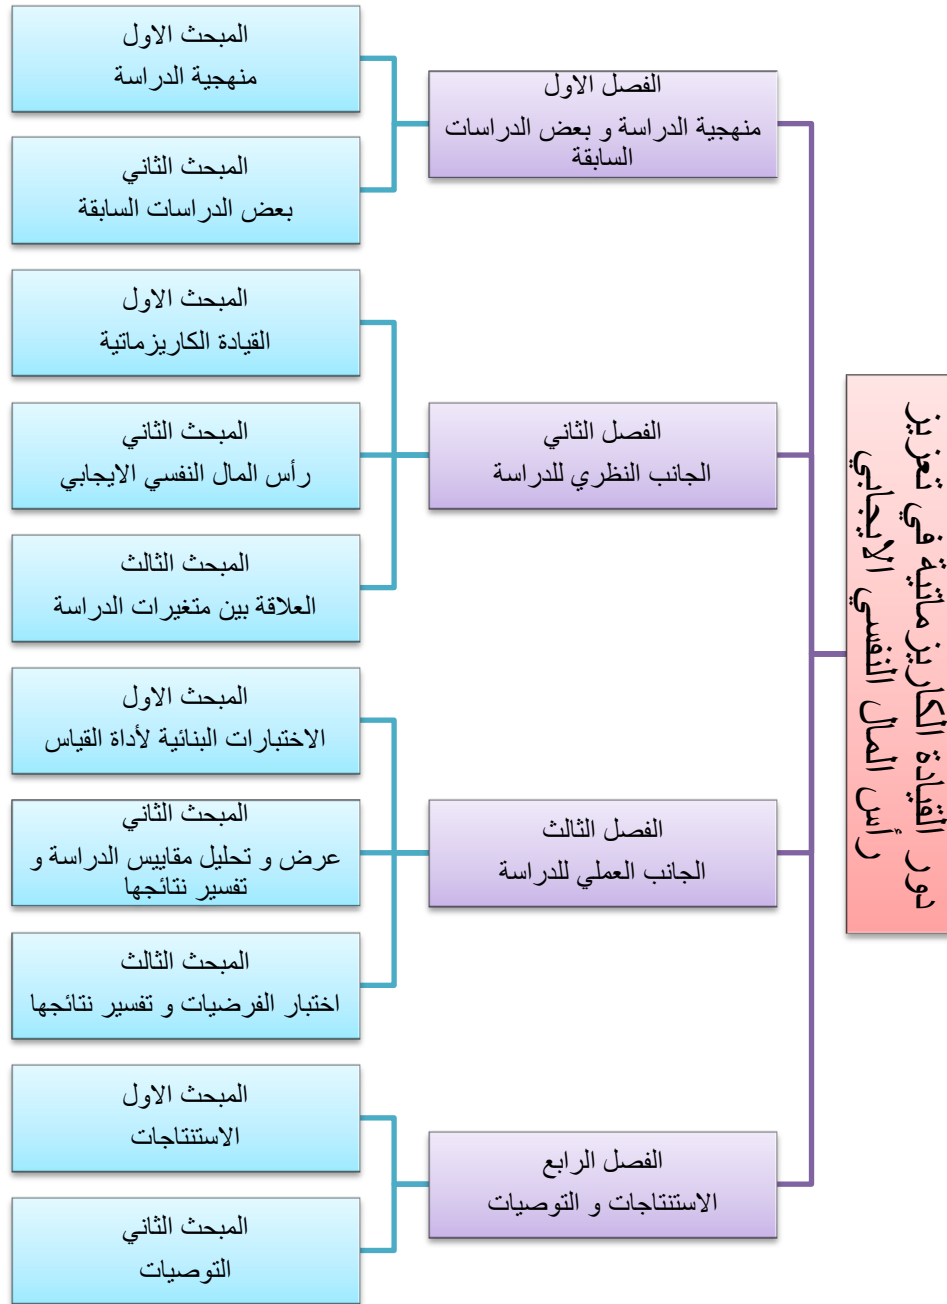 دور القيادة الكاريزماتية في تعزيز
رأس المال النفسي الايجابي
الفصل الاول
منهجية الدراسة و بعض الدراسات
السابقة
المبحث الاول
منهجية الدراسة
المبحث الثاني
بعض الدراسات السابقة
الفصل الثاني
الجانب النظري للدراسة
المبحث الاول
القيادة الكاريزماتية
المبحث الثاني
رأس المال النفسي الايجابي
المبحث الثالث
العلاقة بين متغيرات الدراسة
الفصل الثالث
الجانب العملي للدراسة
المبحث الاول
الاختبارات البنائية لأداة القياس
المبحث الثاني
عرض و تحليل مقاييس الدراسة و
تفسير نتائجها
المبحث الثالث
اختبار الفرضيات و تفسير نتائجها
الفصل الرابع
الاستنتاجات و التوصيات
المبحث الاول
الاستنتاجات
المبحث الثاني
التوصيات